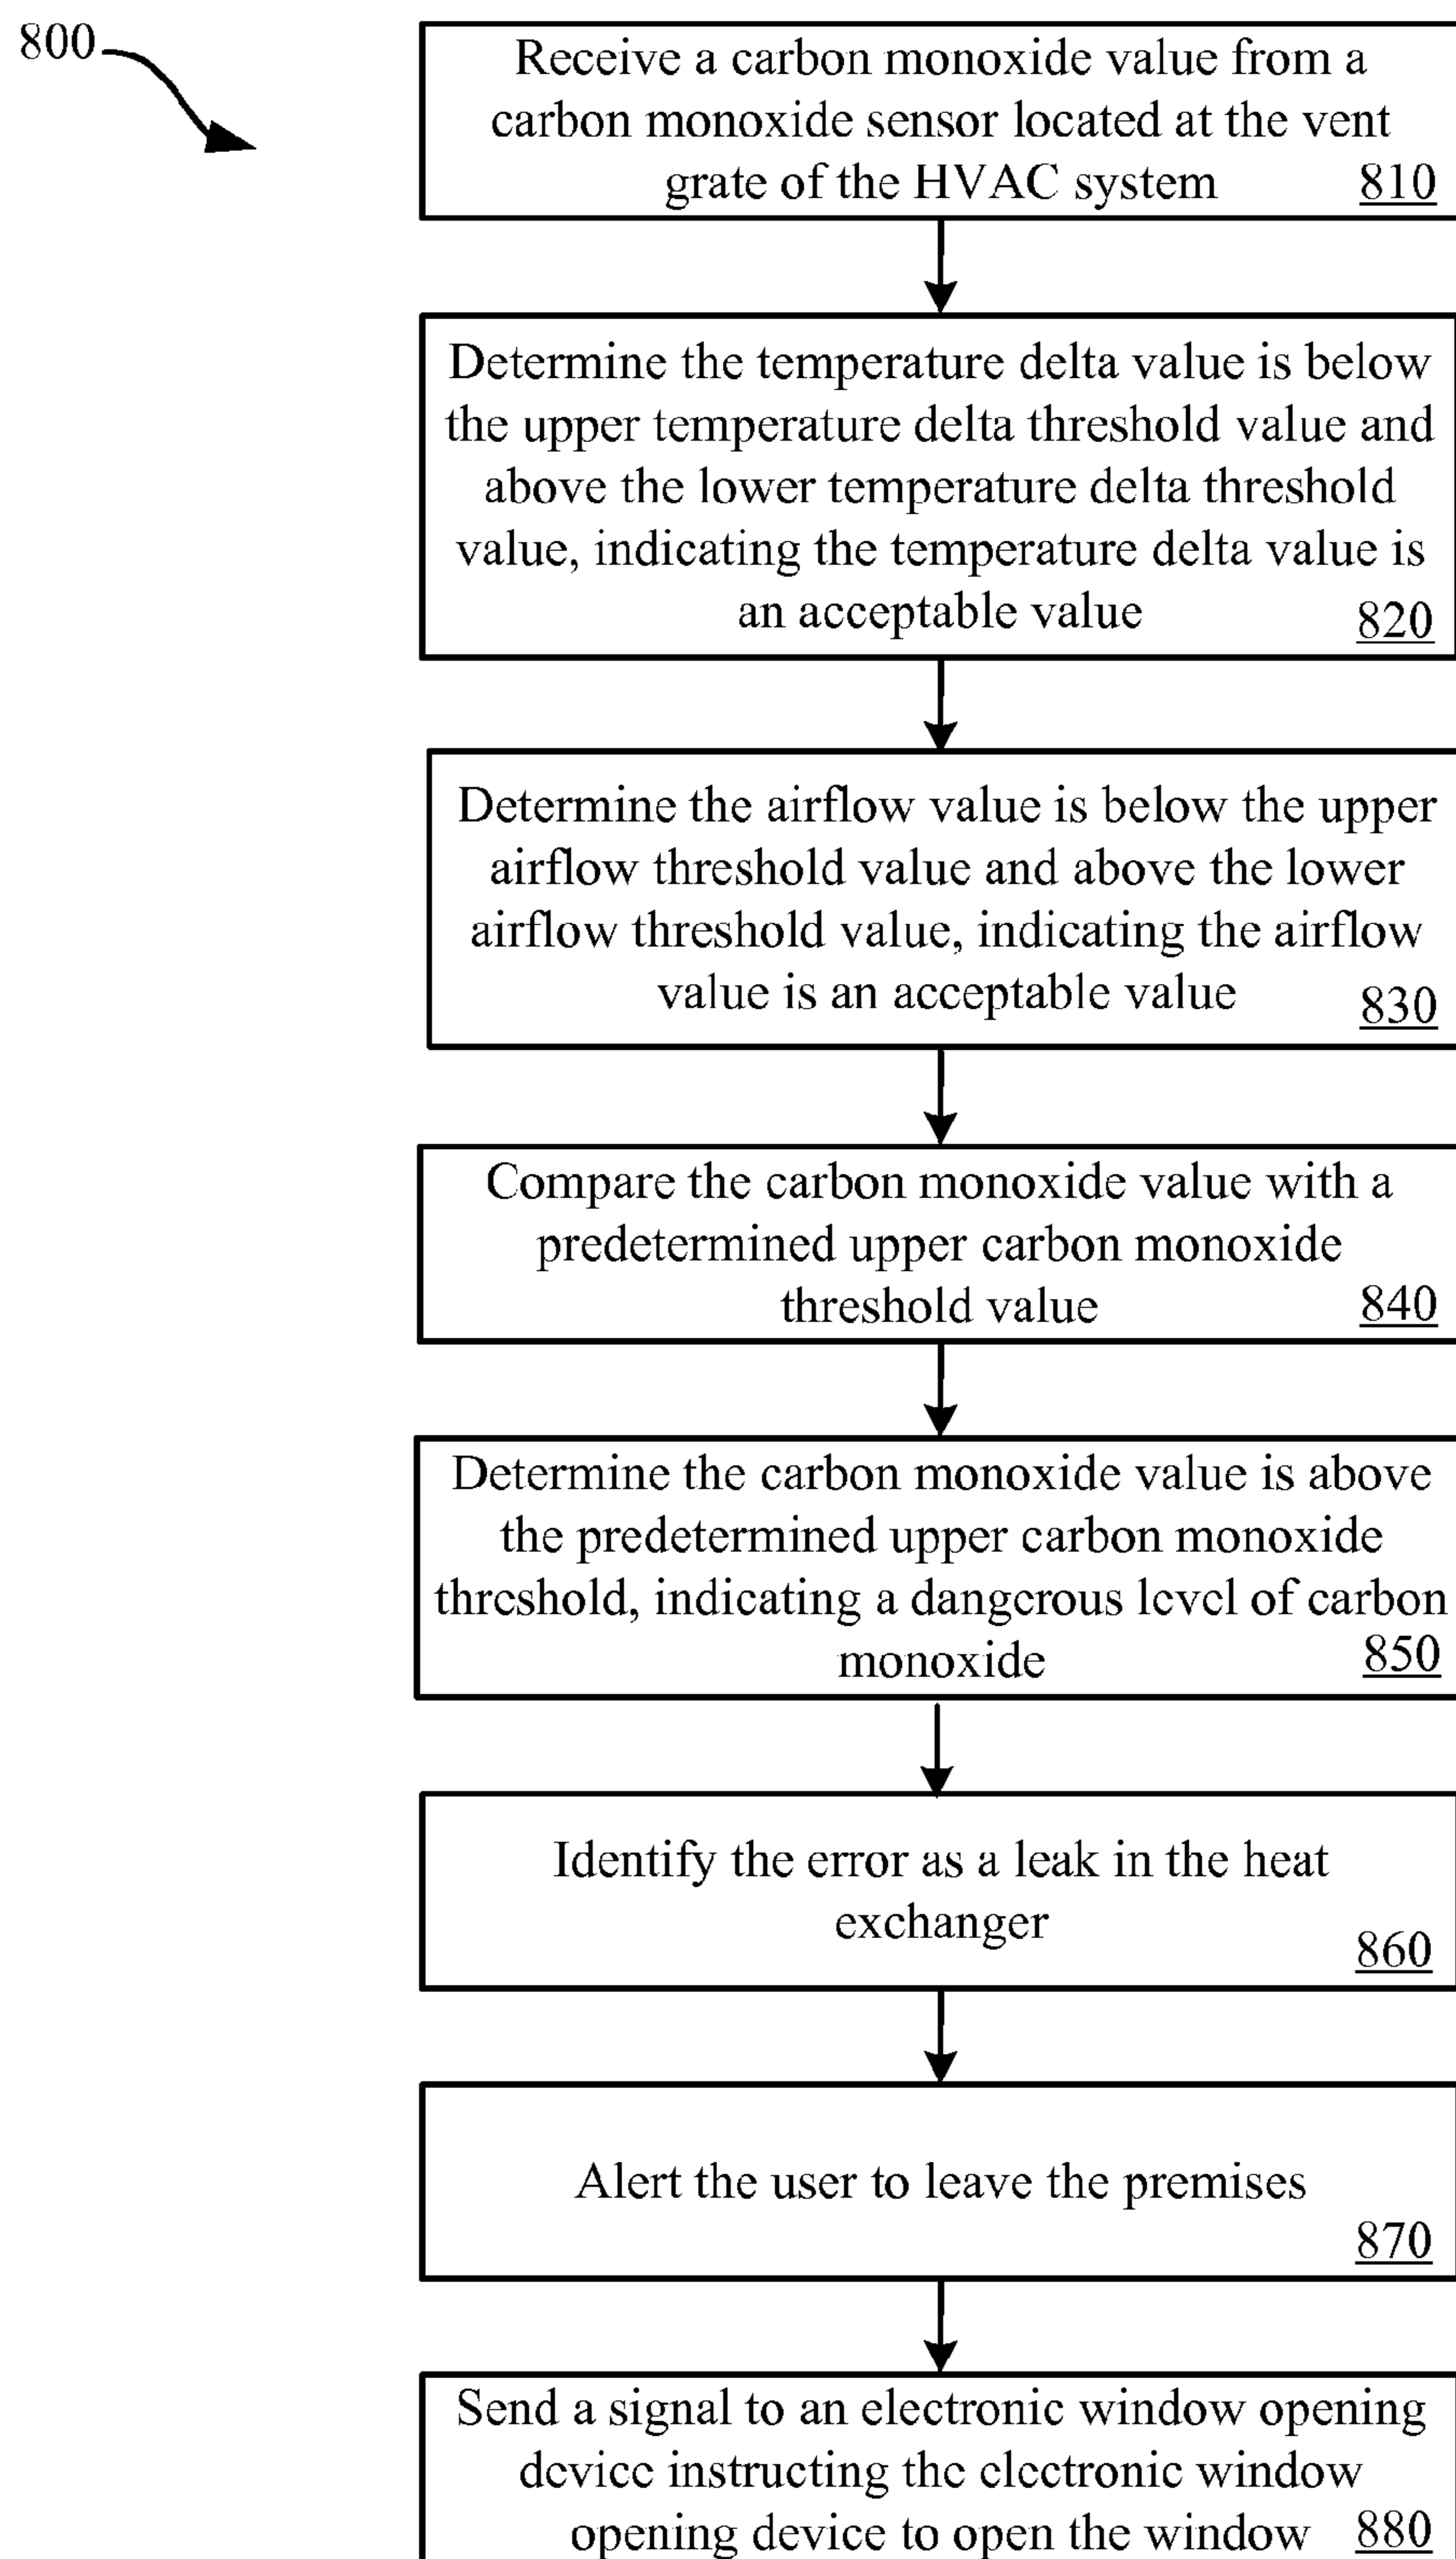 800
Receive a carbon monoxide value from a
carbon monoxide sensor located at the vent
grate of the HVAC system 810
Determine the temperature delta value is below
the upper temperature delta threshold value and
above the lower temperature delta threshold
value, indicating the temperature delta value is
an acceptable value 820
Determine the airflow value is below the upper
airflow threshold value and above the lower
airflow threshold value, indicating the airflow
value is an acceptable value 830
Compare the carbon monoxide value with a
predetermined upper carbon monoxide
threshold value 840
Determine the carbon monoxide value is above
the predetermined upper carbon monoxide
threshold, indicating a dangerous level of carbon
monoxide 850
Identify the error as a leak in the heat
exchanger 860
Alert the user to leave the premises
870
Send a signal to an electronic window opening
device instructing the electronic window
opening device to open the window 880